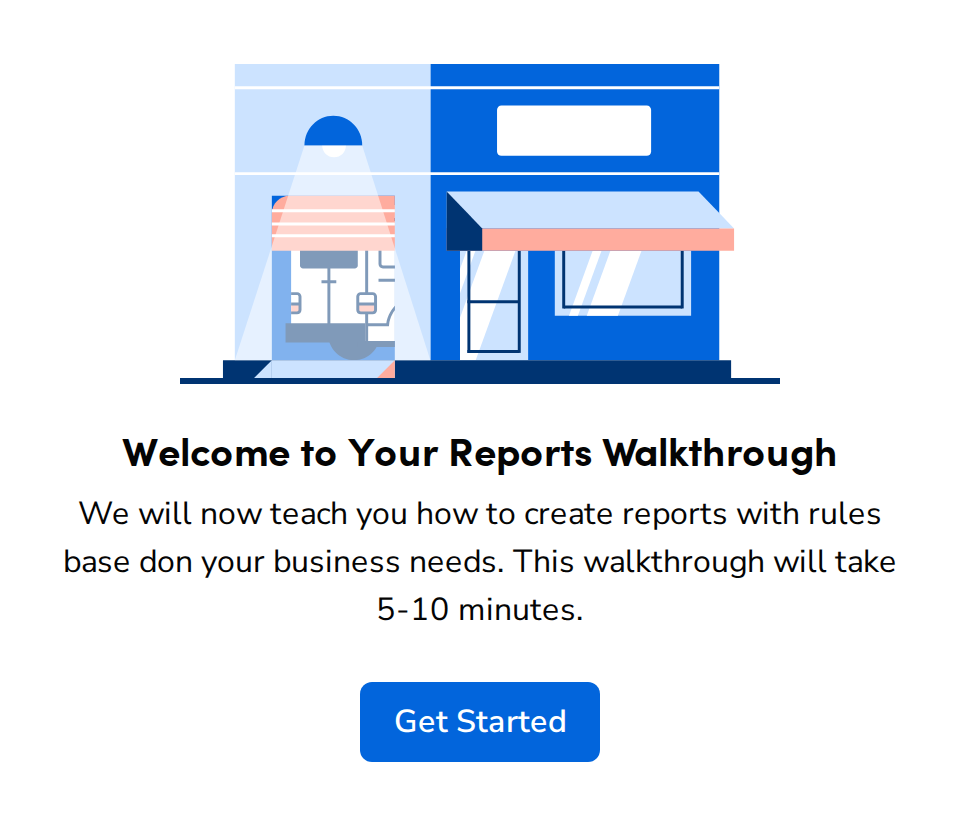 Welcome to Your Reports Walkthrough
We will now teach you how to create reports with rules
base don your business needs. This walkthrough will take
5-10 minutes.
Get Started